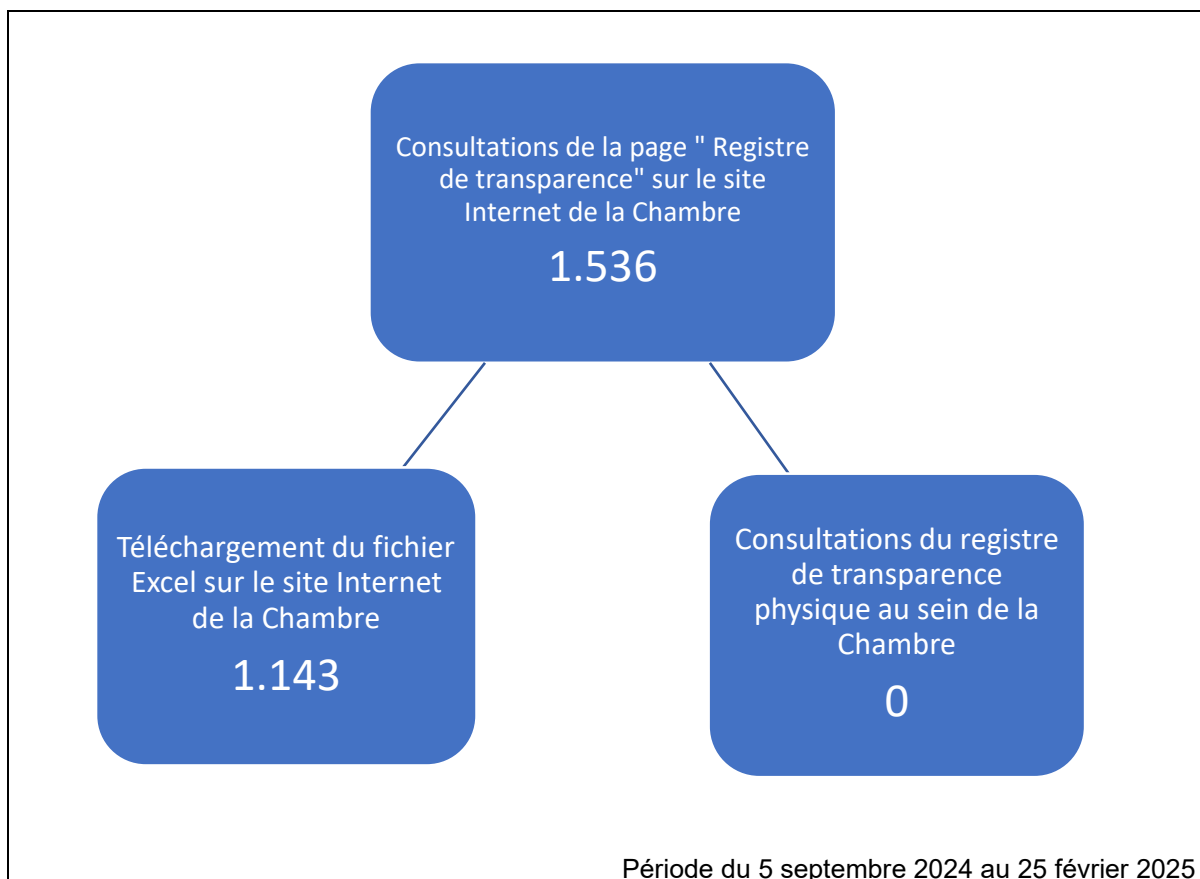 Consultations de la page " Registre
de transparence" sur le site
Internet de la Chambre
1.536
Téléchargement du fichier
Excel sur le site Internet
de la Chambre
1.143
Consultations du registre
de transparence
physique au sein de la
Chambre
0
Période du 5 septembre 2024 au 25 février 2025